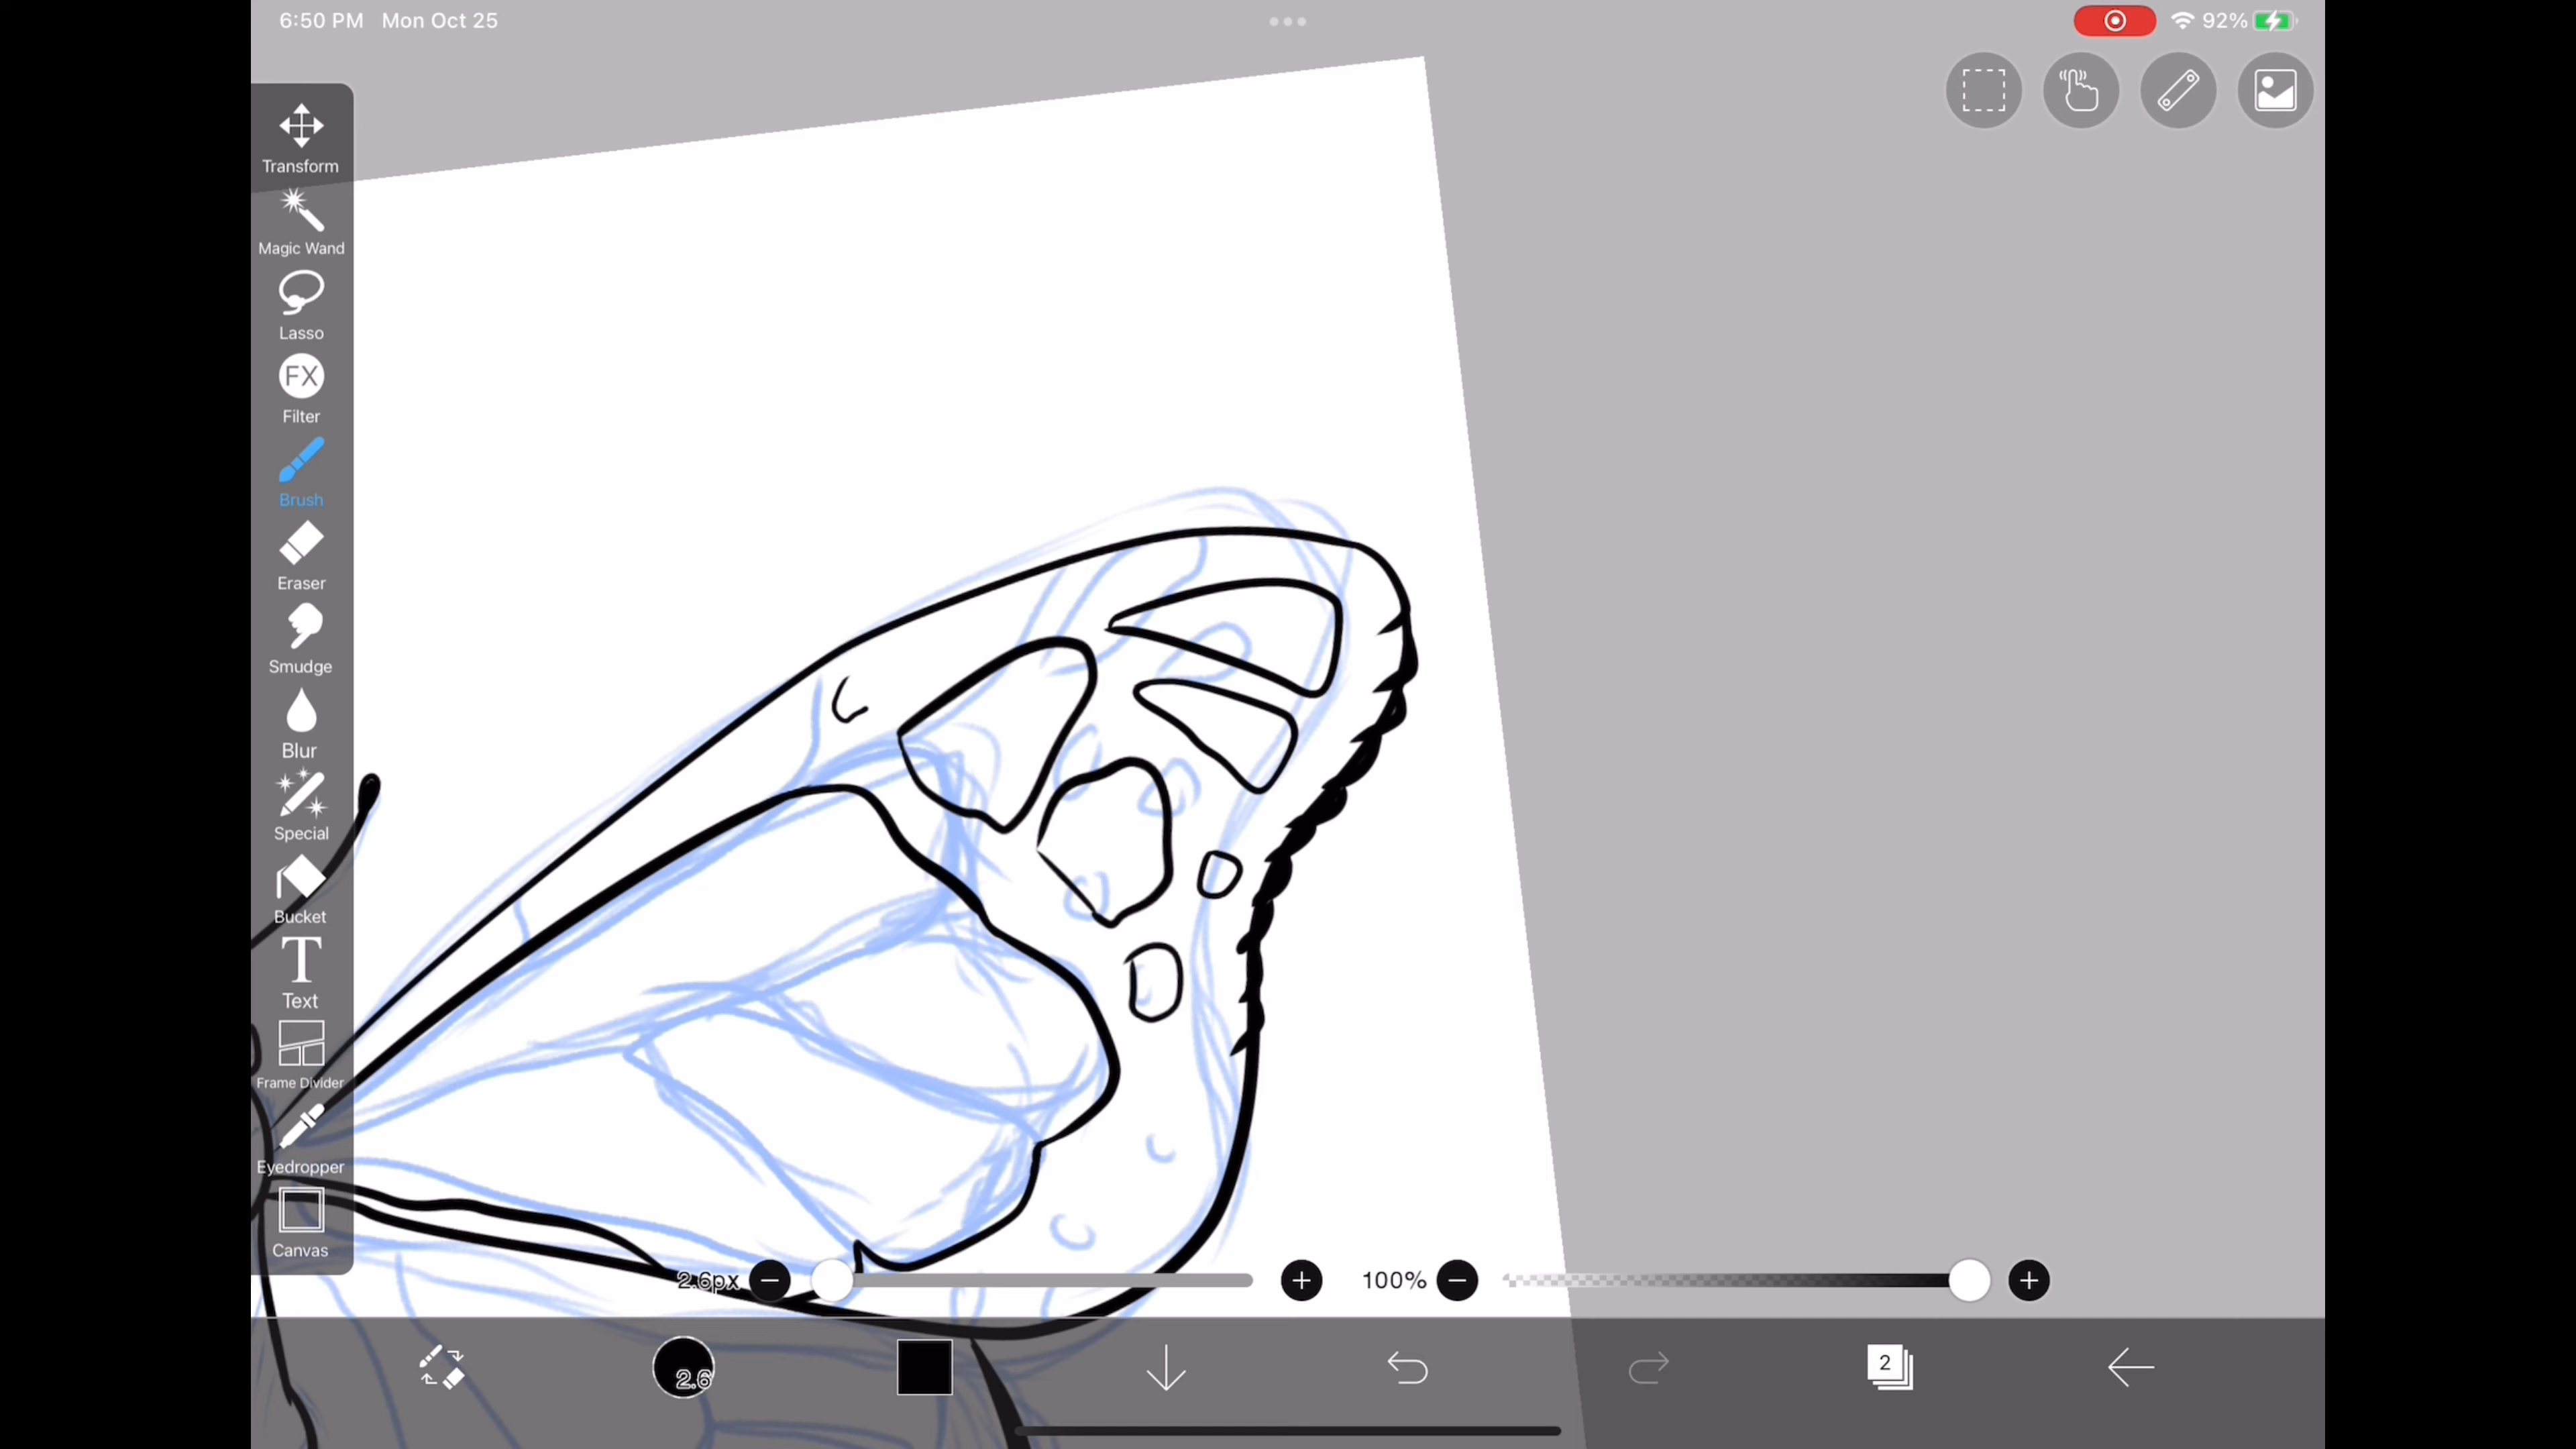 6:50 PM Mon Oct 25
92%
Transform
Magic Wand
Lasso
FX
Filter
Brush
Eraser
Smudge
Blur
Special
Bucket
T
Text
Frame Divider
Eyedropper
Canvas
2.6px
100%
2.6
2